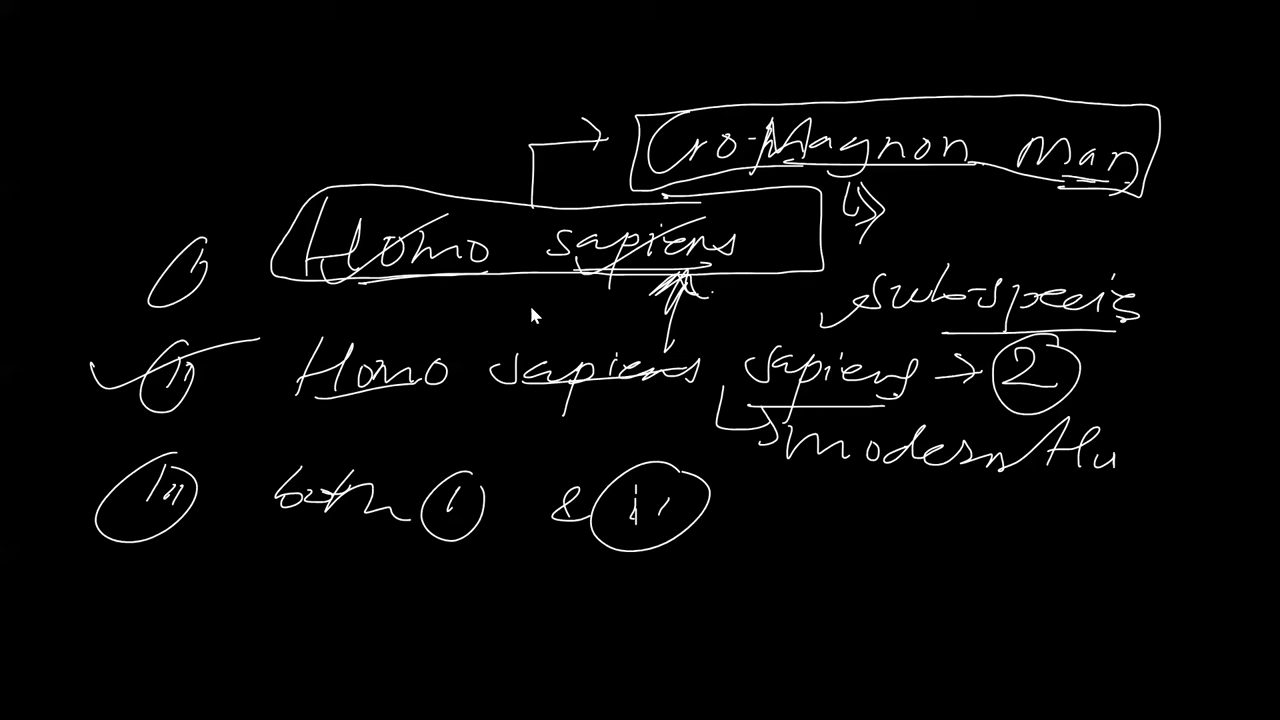 Cro-Magnon Man
(i) Homo sapiens
sub-species
(ii) Homo sapiens sapiens → 2
modern Hu
(iii) both (i) & (ii)